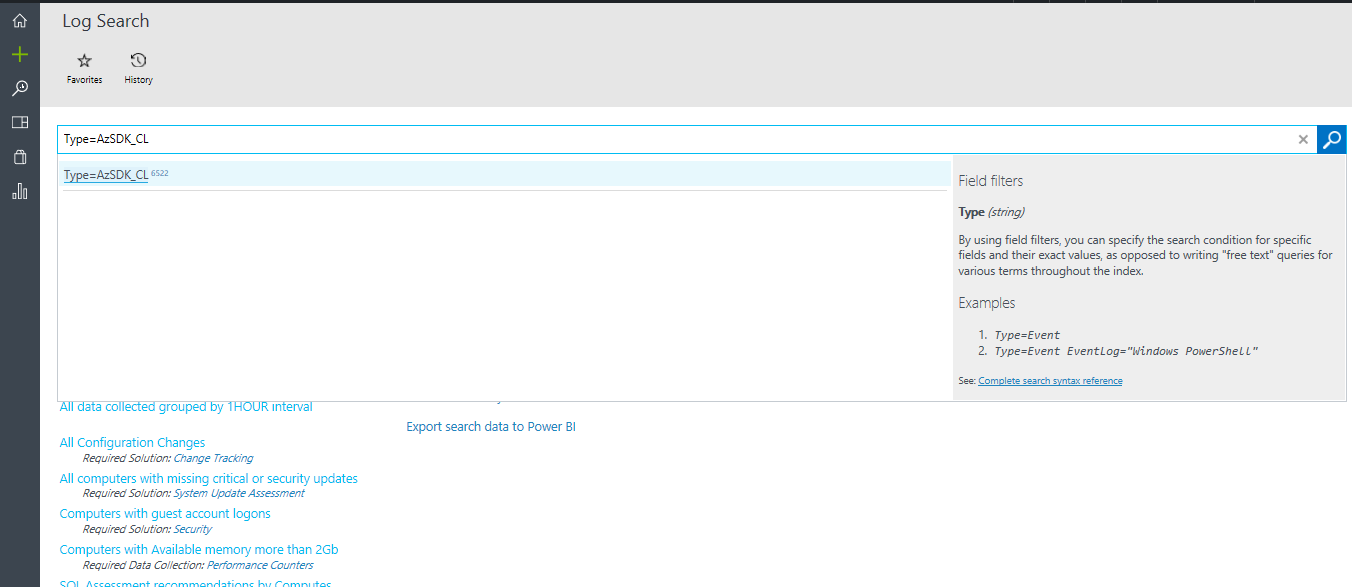 Log Search
Favorites
History
Type=AzSDK_CL
Type=AzSDK_CL 6522
Field filters
Type (string)
By using field filters, you can specify the search condition for specific
fields and their exact values, as opposed to writing "free text" queries for
various terms throughout the index.
Examples
1. Type=Event
2. Type=Event EventLog="Windows PowerShell"
See: Complete search syntax reference
All data collected grouped by 1HOUR interval
Export search data to Power BI
All Configuration Changes
Required Solution: Change Tracking
All computers with missing critical or security updates
Required Solution: System Update Assessment
Computers with guest account logons
Required Solution: Security
Computers with Available memory more than 2Gb
Required Data Collection: Performance Counters
SQL Assessment recommendations by Computes